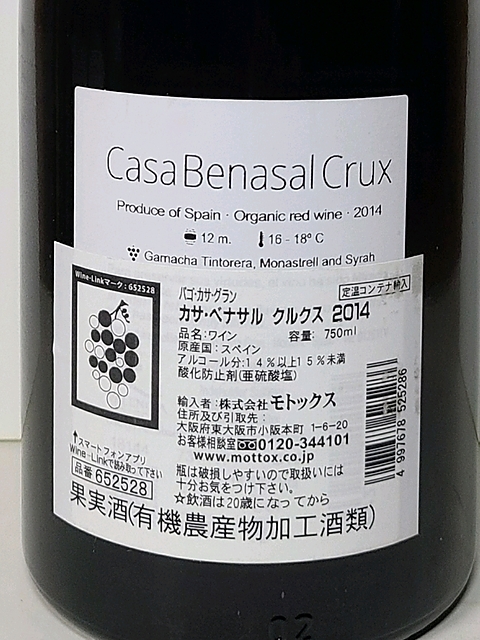 Casa Benasal Crux
Produce of Spain · Organic red wine · 2014
12 m. 16 - 18º C
Garnacha Tintorera, Monastrell and Syrah
Wine-Linkマーク:652528
パゴ・カサ・グラン
定温コンテナ輸入
カサ・ベナサル クルクス 2014
品名:ワイン 容量: 750ml
原産国:スペイン
アルコール分:14%以上15%未満
酸化防止剤(亜硫酸塩)
輸入者:株式会社モトックス
住所及び引取先:
大阪府東大阪市小阪本町 1-6-20
お客様相談室 0120-344101
www.mottox.co.jp
↑スマートフォンアプリ
Wine-Linkで読み取って下さい
品番 652528
瓶は破損しやすいので取扱いには
十分お気をつけ下さい。
☆飲酒は20歳になってから
果実酒(有機農産物加工酒類)
4 997678 525286